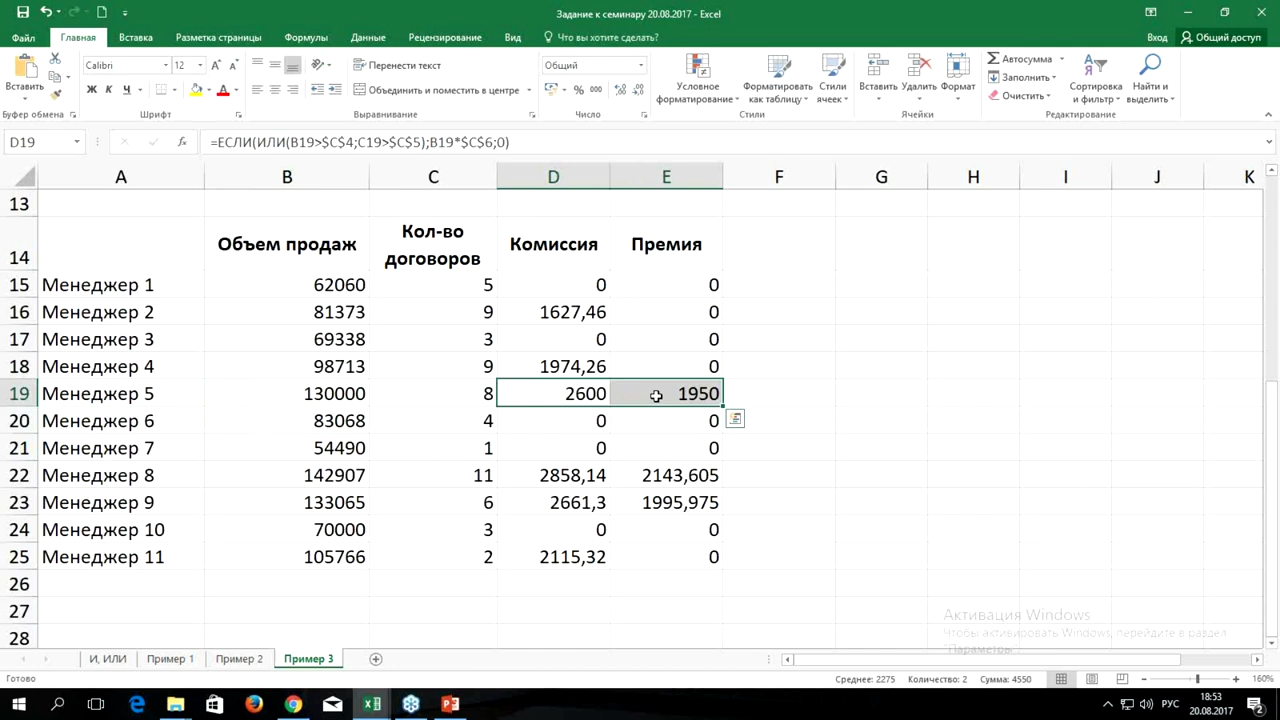 Задание к семинару 20.08.2017 - Excel
Файл Главная Вставка Разметка страницы Формулы Данные Рецензирование Вид Что вы хотите сделать? Вход Общий доступ
Calibri 12 Перенести текст Общий Автосумма
Вставить Условное форматирование Форматировать как таблицу Стили ячеек Вставить Удалить Формат Заполнить Сортировка и фильтр Найти и выделить
Ж К Ч Объединить и поместить в центре % 000 Очистить
Буфер обмена Шрифт Выравнивание Число Стили Ячейки Редактирование
D19 fx =ЕСЛИ(ИЛИ(B19>$C$4;C19>$C$5);B19*$C$6;0)
A B C D E F G H I J K
13
14 Объем продаж Кол-во договоров Комиссия Премия
15 Менеджер 1 62060 5 0 0
16 Менеджер 2 81373 9 1627,46 0
17 Менеджер 3 69338 3 0 0
18 Менеджер 4 98713 9 1974,26 0
19 Менеджер 5 130000 8 2600 1950
20 Менеджер 6 83068 4 0 0
21 Менеджер 7 54490 1 0 0
22 Менеджер 8 142907 11 2858,14 2143,605
23 Менеджер 9 133065 6 2661,3 1995,975
24 Менеджер 10 70000 3 0 0
25 Менеджер 11 105766 2 2115,32 0
26
27
28
Активация Windows
Чтобы активировать Windows, перейдите в раздел
"Параметры".
И, ИЛИ Пример 1 Пример 2 Пример 3
Готово Среднее: 2275 Количество: 2 Сумма: 4550 160%
РУС 18:53
20.08.2017